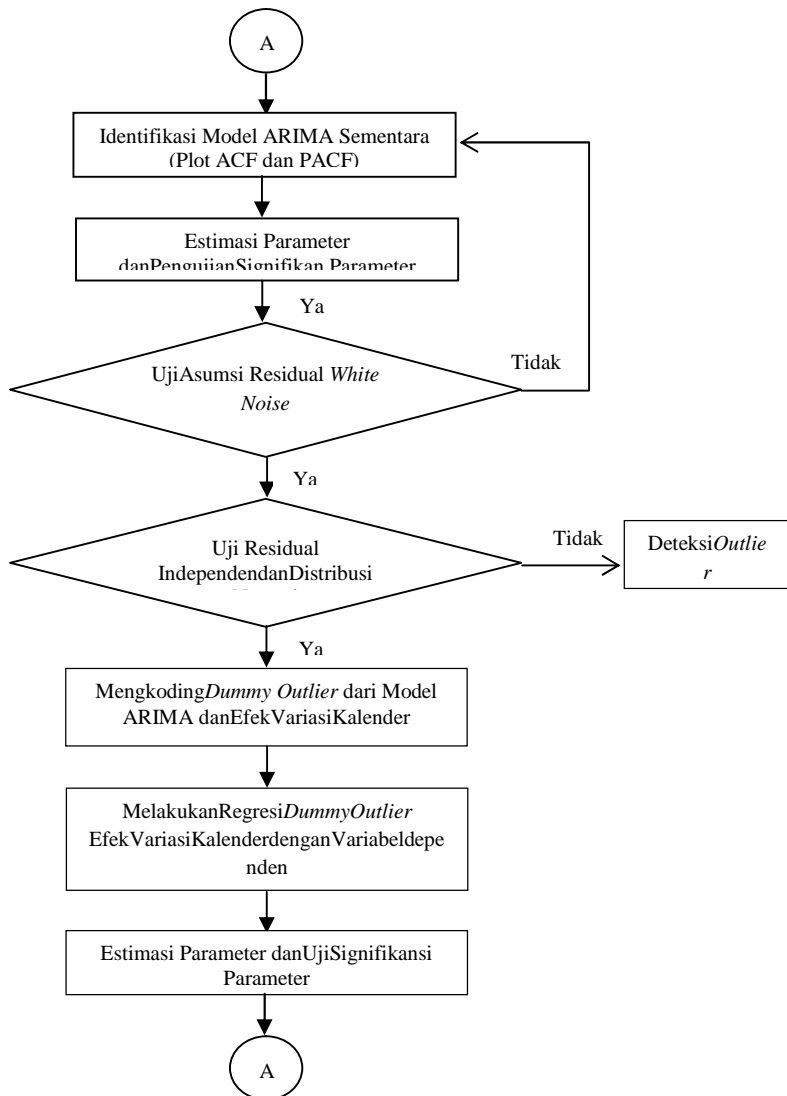 A
Identifikasi Model ARIMA Sementara
(Plot ACF dan PACF)
Estimasi Parameter
danPengujianSignifikan Parameter
Ya
UjiAsumsi Residual White
Noise
Tidak
Ya
Uji Residual
IndependendanDistribusi
Tidak
DeteksiOutlie
r
Ya
MengkodingDummy Outlier dari Model
ARIMA danEfekVariasiKalender
MelakukanRegresiDummyOutlier
EfekVariasiKalenderdenganVariabeldepe
nden
Estimasi Parameter danUjiSignifikansi
Parameter
A